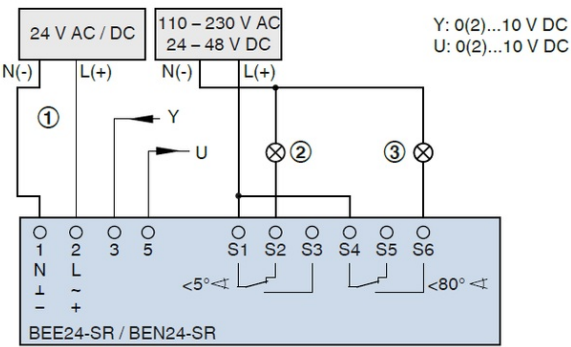 24 V AC / DC
110 – 230 V AC
24 – 48 V DC
Y: 0(2)...10 V DC
U: 0(2)...10 V DC
N(-) L(+) N(-) L(+)
1 Y
U 2 3
1 2 3 5 S1 S2 S3 S4 S5 S6
N L
⊥ ~
– +
<5°∢ <80° ∢
BEE24-SR / BEN24-SR